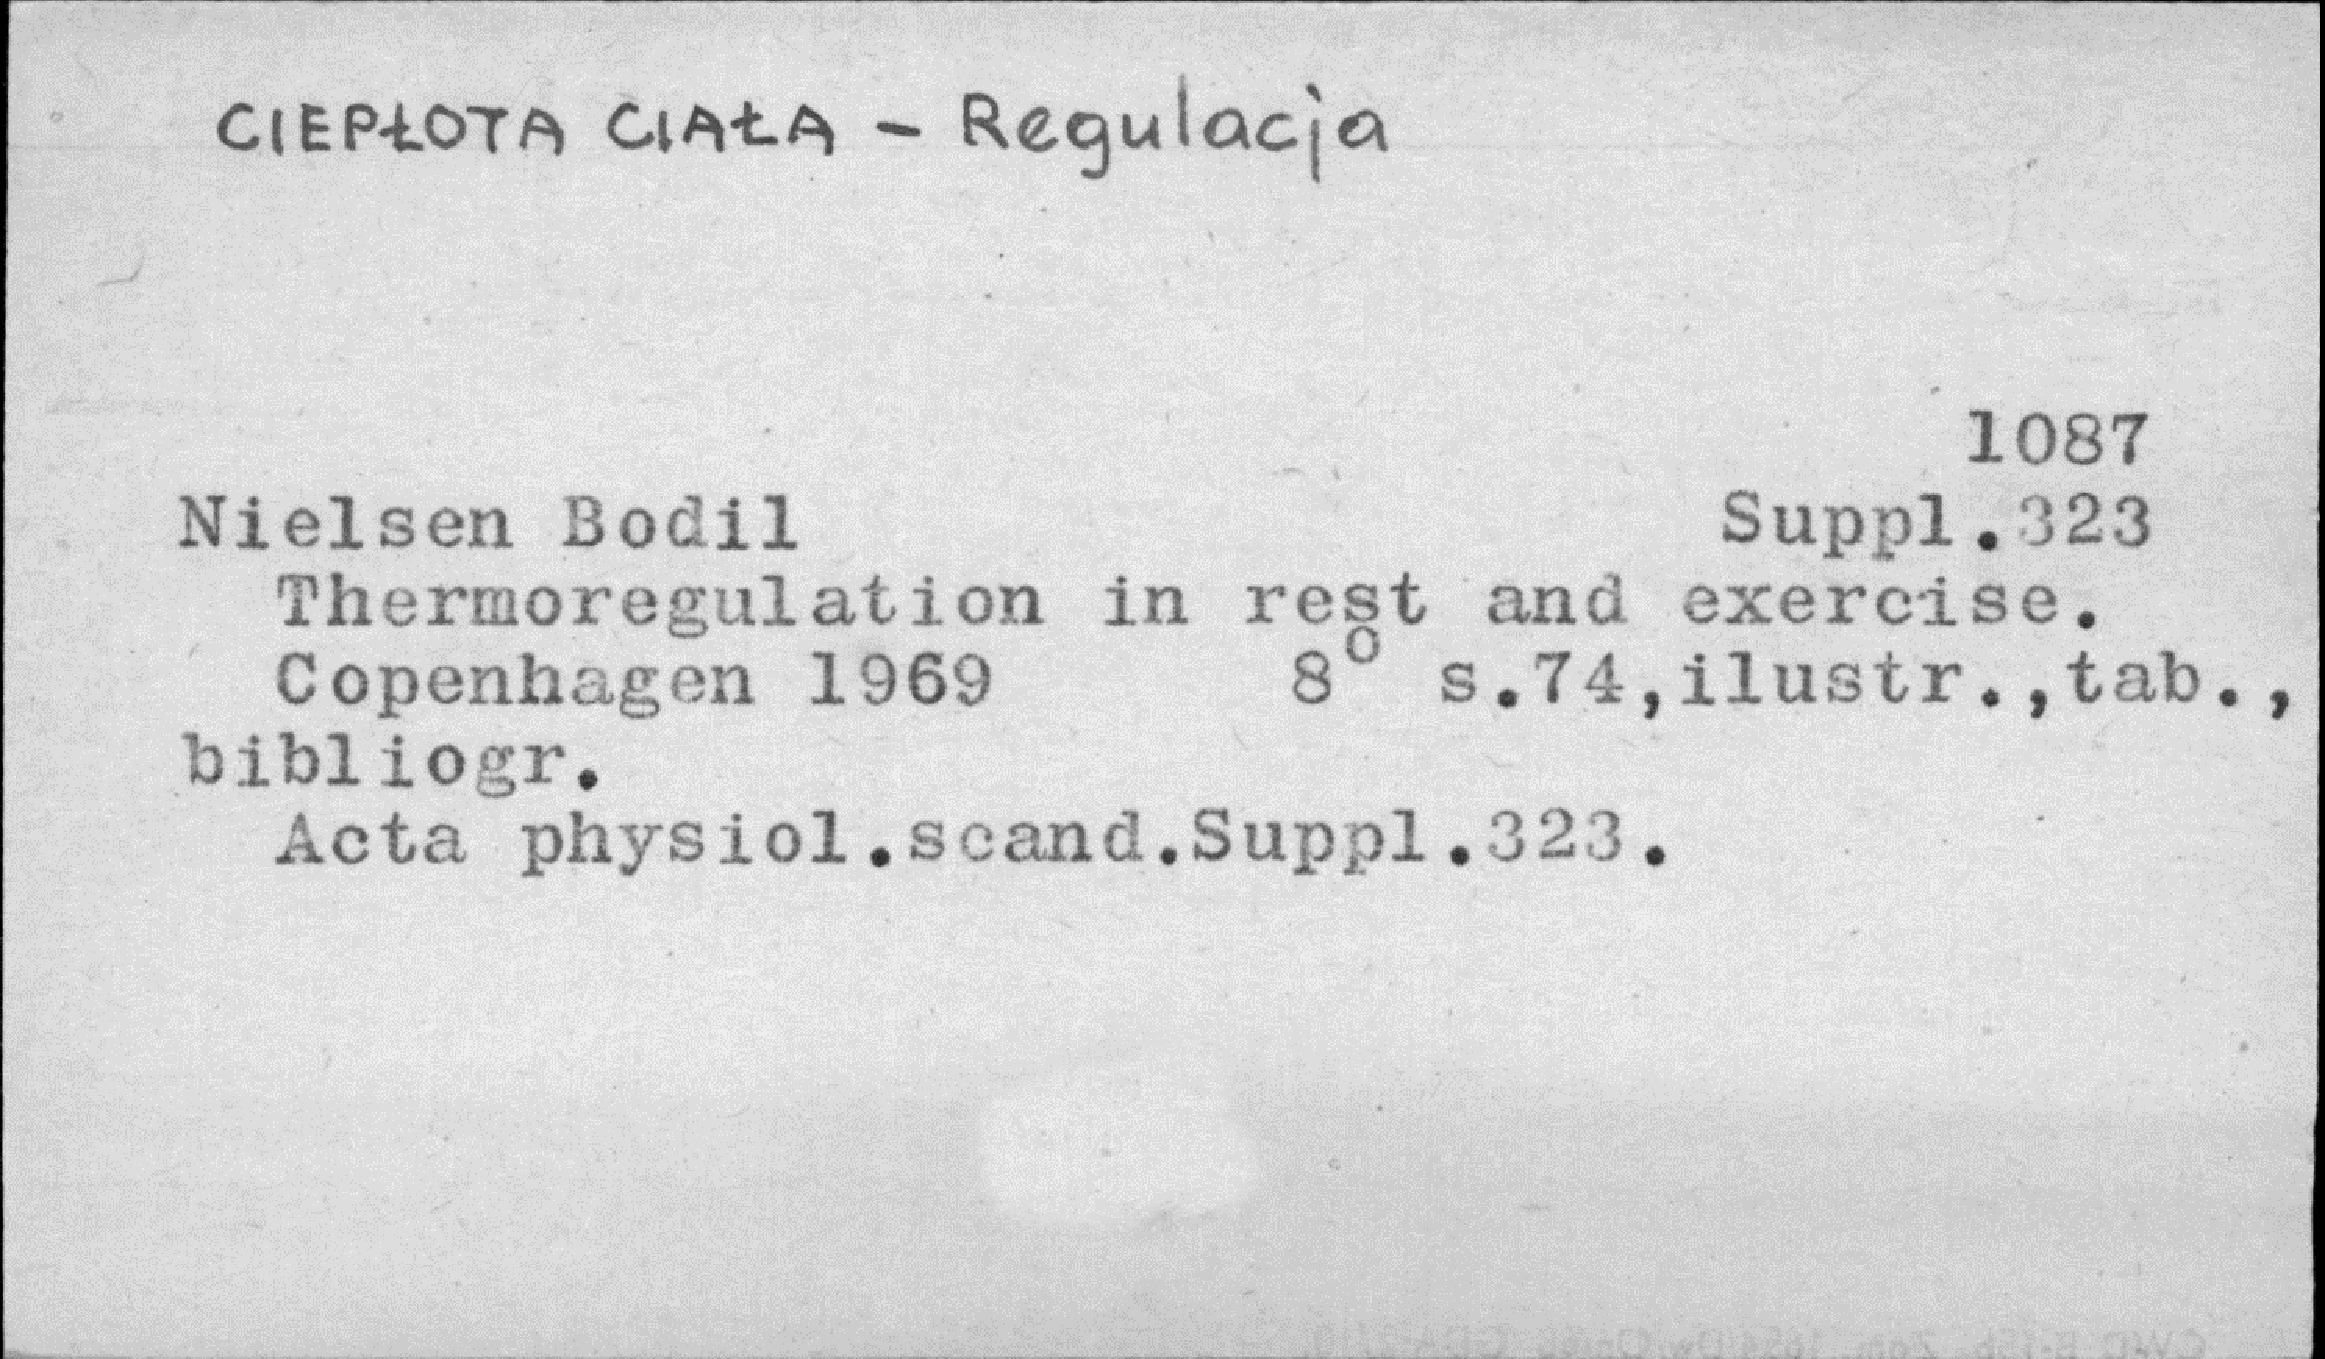 CIEPŁOTA CIAŁA - Regulacja
1087
Nielsen Bodil Suppl.323
Thermoregulation in rest and exercise.
Copenhagen 1969 8° s.74,ilustr.,tab.,
bibliogr.
Acta physiol.scand.Suppl.323.